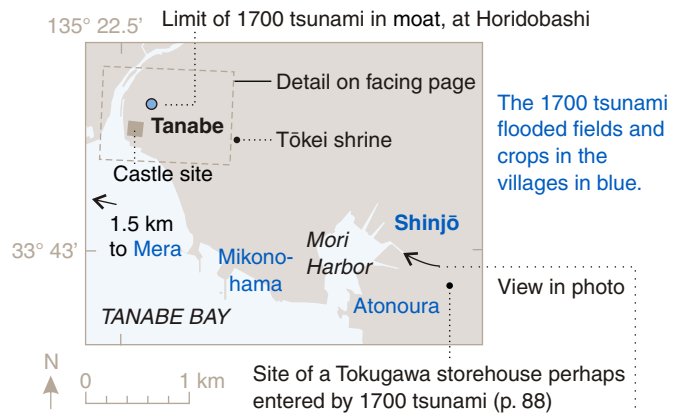 Limit of 1700 tsunami in moat, at Horidobashi
135° 22.5’
Detail on facing page
Tanabe
Tōkei shrine
Castle site
The 1700 tsunami
flooded fields and
crops in the
villages in blue.
1.5 km
to Mera
33° 43’
Mikono-
hama
Mori
Harbor
Shinjō
Atonoura
View in photo
TANABE BAY
N
0 1 km
Site of a Tokugawa storehouse perhaps
entered by 1700 tsunami (p. 88)